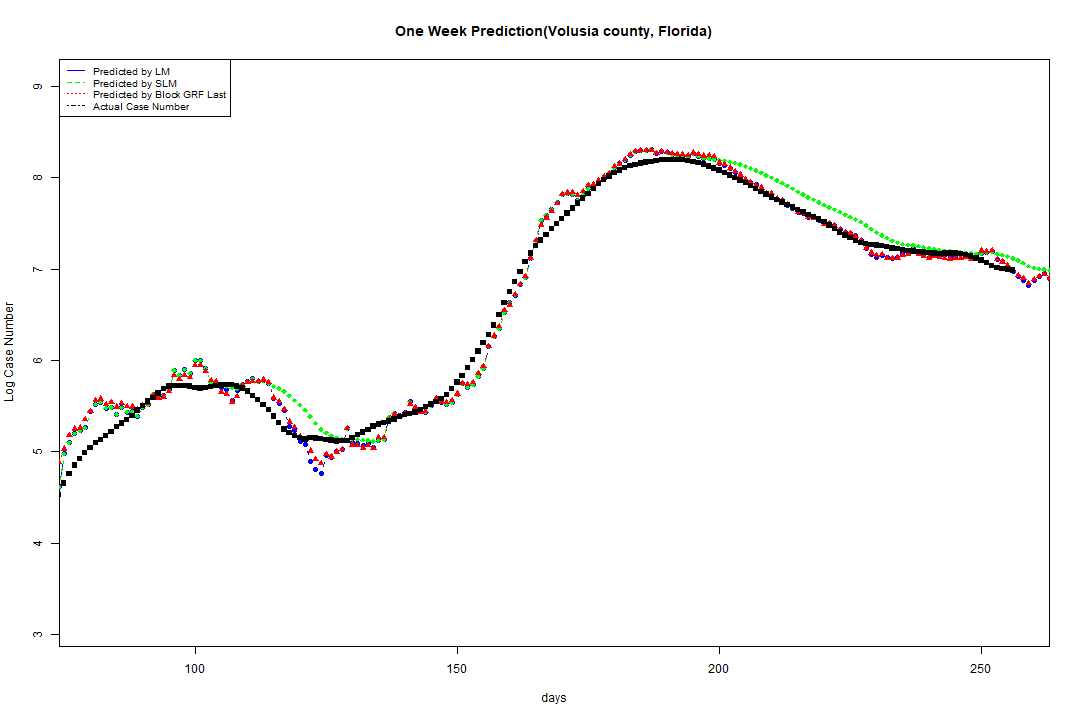 One Week Prediction(Volusia county, Florida)
Predicted by LM
Predicted by SLM
Predicted by Block GRF Last
Actual Case Number
9
8
7
6
5
4
3
Log Case Number
100 150 200 250
days